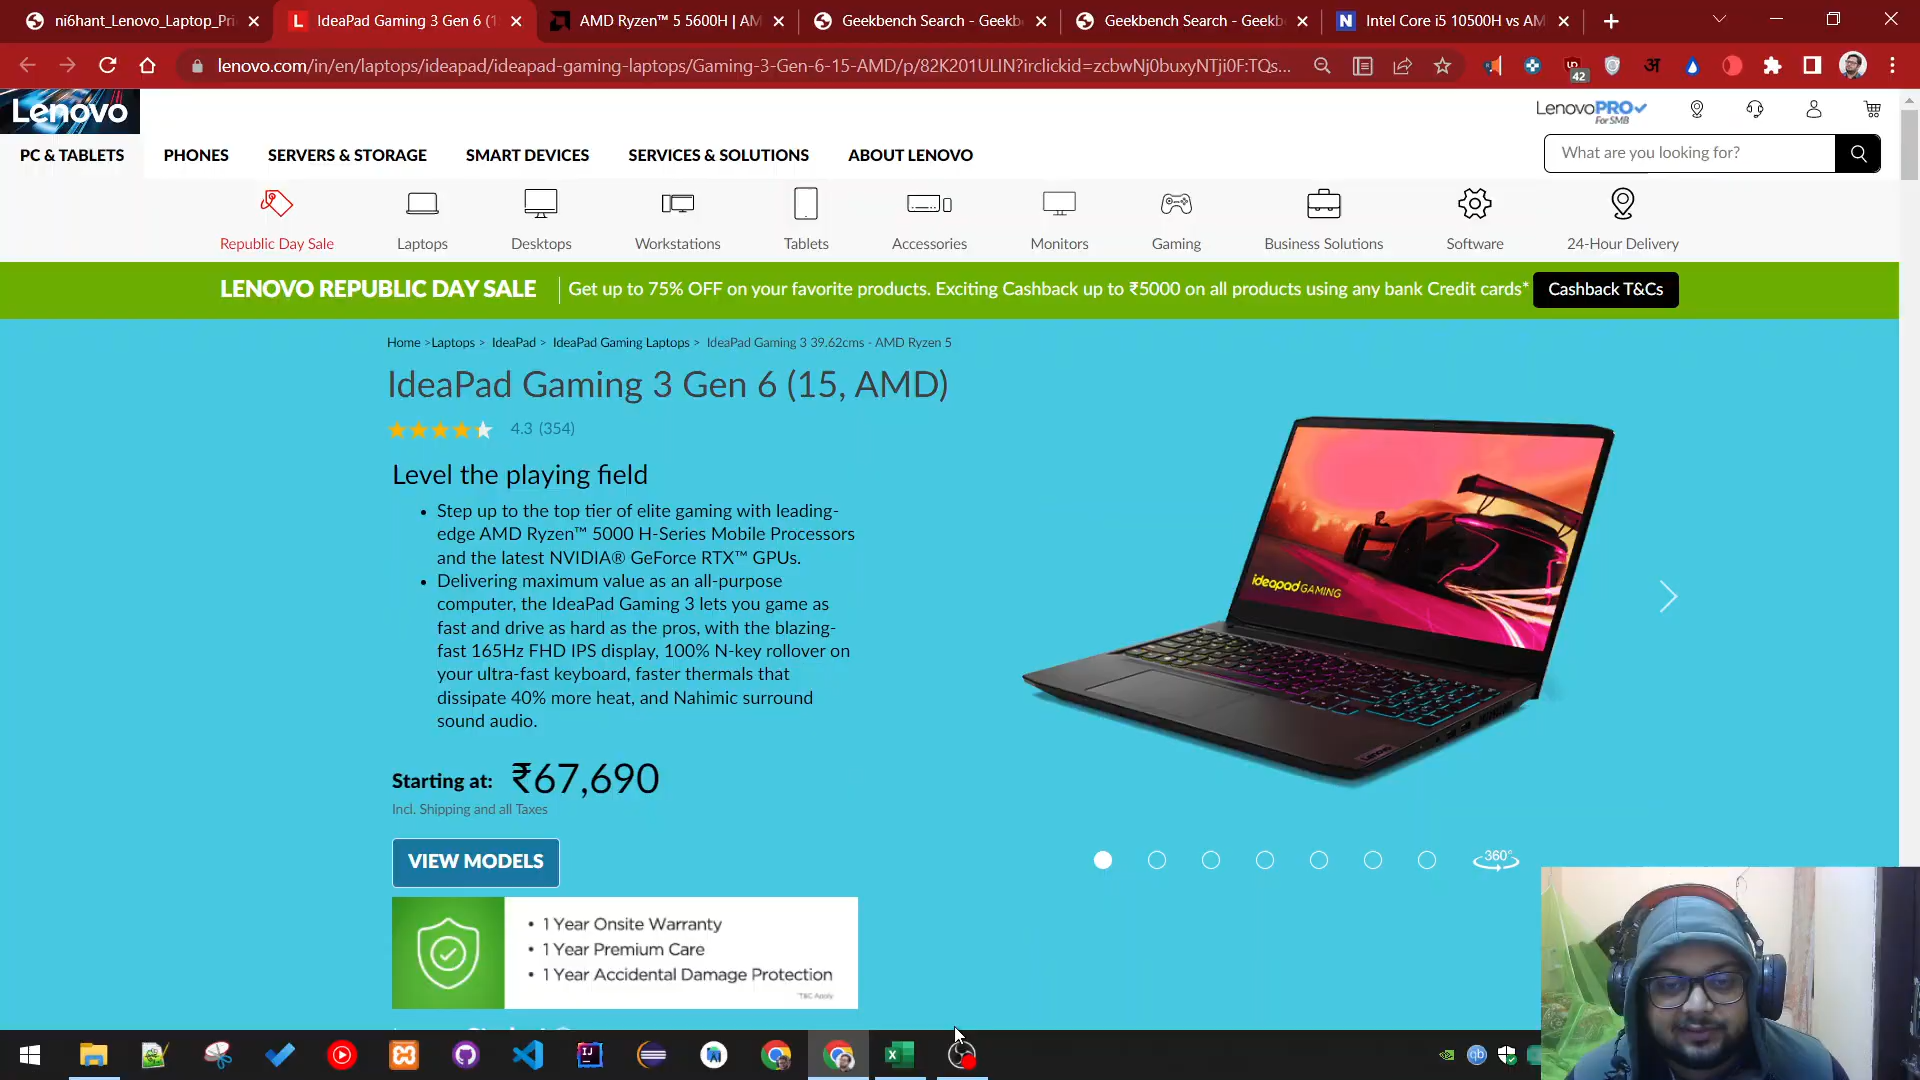 ni6hant_Lenovo_Laptop_Pri
IdeaPad Gaming 3 Gen 6 (1
AMD Ryzen™ 5 5600H | AM
Geekbench Search - Geekb
Geekbench Search - Geekb
Intel Core i5 10500H vs AM
lenovo.com/in/en/laptops/ideapad/ideapad-gaming-laptops/Gaming-3-Gen-6-15-AMD/p/82K201ULIN?irclickid=zcbwNj0buxyNTji0F:TQs...
42
अ
Lenovo
LenovoPRO
For SMB
PC & TABLETS
PHONES
SERVERS & STORAGE
SMART DEVICES
SERVICES & SOLUTIONS
ABOUT LENOVO
What are you looking for?
Republic Day Sale
Laptops
Desktops
Workstations
Tablets
Accessories
Monitors
Gaming
Business Solutions
Software
24-Hour Delivery
LENOVO REPUBLIC DAY SALE
Get up to 75% OFF on your favorite products. Exciting Cashback up to ₹5000 on all products using any bank Credit cards*
Cashback T&Cs
Home >Laptops > IdeaPad > IdeaPad Gaming Laptops > IdeaPad Gaming 3 39.62cms - AMD Ryzen 5
IdeaPad Gaming 3 Gen 6 (15, AMD)
4.3 (354)
Level the playing field
• Step up to the top tier of elite gaming with leading-
edge AMD Ryzen™ 5000 H-Series Mobile Processors
and the latest NVIDIA® GeForce RTX™ GPUs.
• Delivering maximum value as an all-purpose
computer, the IdeaPad Gaming 3 lets you game as
fast and drive as hard as the pros, with the blazing-
fast 165Hz FHD IPS display, 100% N-key rollover on
your ultra-fast keyboard, faster thermals that
dissipate 40% more heat, and Nahimic surround
sound audio.
ideapad GAMING
Starting at: ₹67,690
Incl. Shipping and all Taxes
VIEW MODELS
360°
• 1 Year Onsite Warranty
• 1 Year Premium Care
• 1 Year Accidental Damage Protection
*T&C Apply